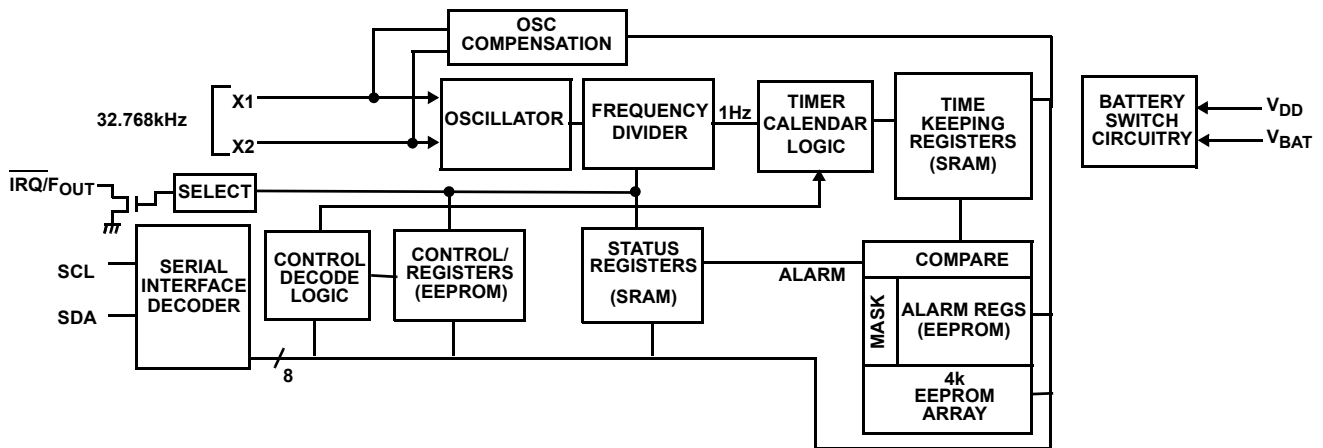 OSC
COMPENSATION
32.768kHz
X1
X2
OSCILLATOR
FREQUENCY
DIVIDER
1Hz
TIMER
CALENDAR
LOGIC
TIME
KEEPING
REGISTERS
(SRAM)
BATTERY
SWITCH
CIRCUITRY
VDD
VBAT
IRQ/FOUT
SELECT
SCL
SDA
SERIAL
INTERFACE
DECODER
CONTROL
DECODE
LOGIC
CONTROL/
REGISTERS
(EEPROM)
STATUS
REGISTERS
(SRAM)
ALARM
COMPARE
MASK
ALARM REGS
(EEPROM)
4k
EEPROM
ARRAY
8